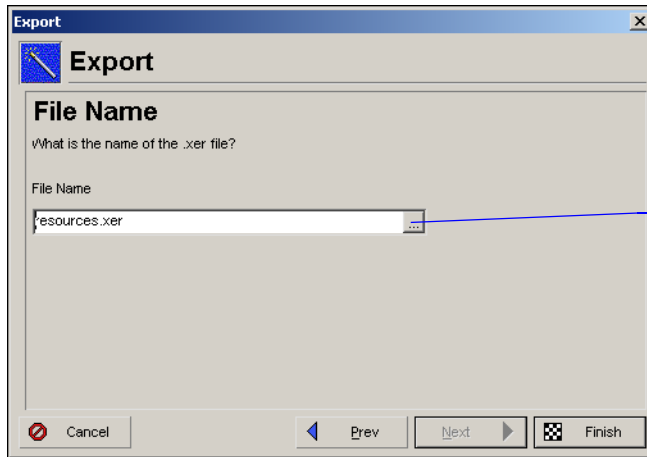 Export
Export
File Name
What is the name of the .xer file?
File Name
resources.xer
...
Cancel
Prev
Next
Finish